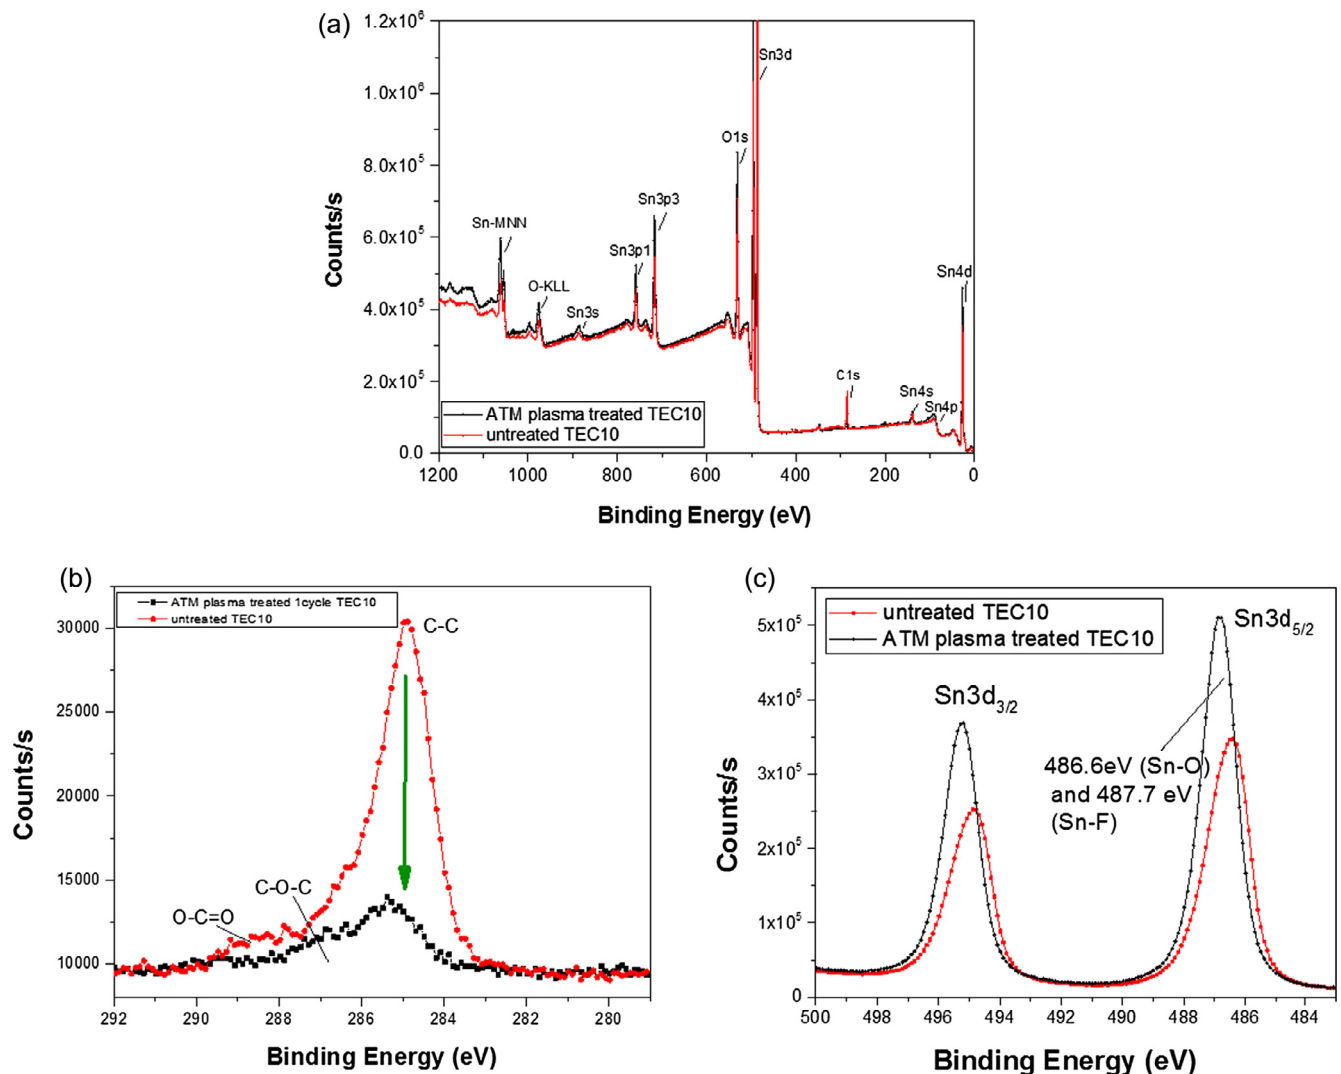 (a)
1.2x10⁶
1.0x10⁶
8.0x10⁵
6.0x10⁵
4.0x10⁵
2.0x10⁵
0.0
Counts/s
Sn3d
O1s
Sn3p3
Sn-MNN
Sn3p1
O-KLL
Sn3s
Sn4d
C1s
Sn4s
Sn4p
ATM plasma treated TEC10
untreated TEC10
1200 1000 800 600 400 200 0
Binding Energy (eV)
(b)
ATM plasma treated 1cycle TEC10
untreated TEC10
30000
25000
20000
15000
10000
Counts/s
C-C
C-O-C
O-C=O
292 290 288 286 284 282 280
Binding Energy (eV)
(c)
untreated TEC10
ATM plasma treated TEC10
5x10⁵
4x10⁵
3x10⁵
2x10⁵
1x10⁵
0
Counts/s
Sn3d5/2
Sn3d3/2
486.6eV (Sn-O)
and 487.7 eV
(Sn-F)
500 498 496 494 492 490 488 486 484
Binding Energy (eV)